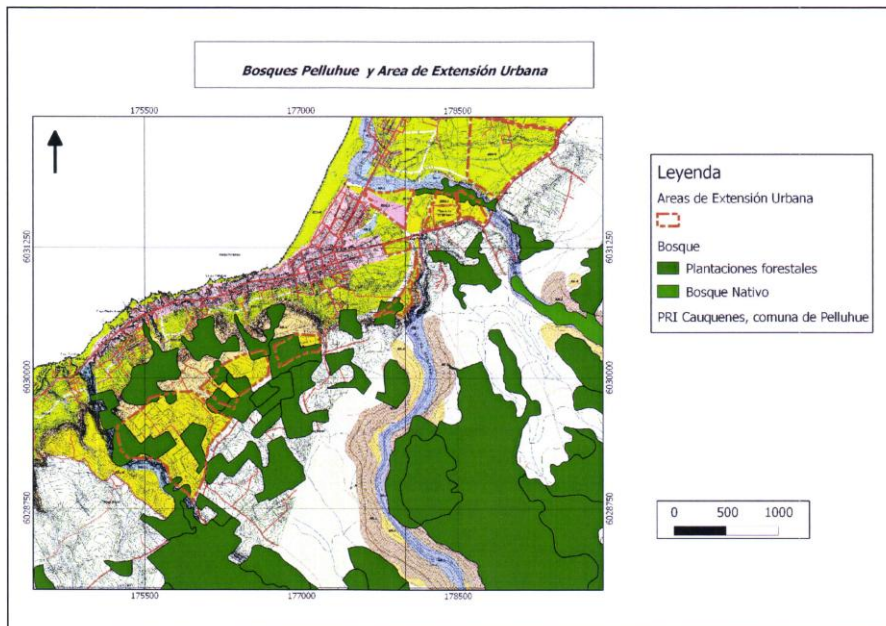 Bosques Pelluhue y Area de Extensión Urbana
175500 177000 178500
6031250
6030000
6028750
6031250
6030000
6028750
175500 177000 178500
Leyenda
Areas de Extensión Urbana
Bosque
Plantaciones forestales
Bosque Nativo
PRI Cauquenes, comuna de Pelluhue
0 500 1000